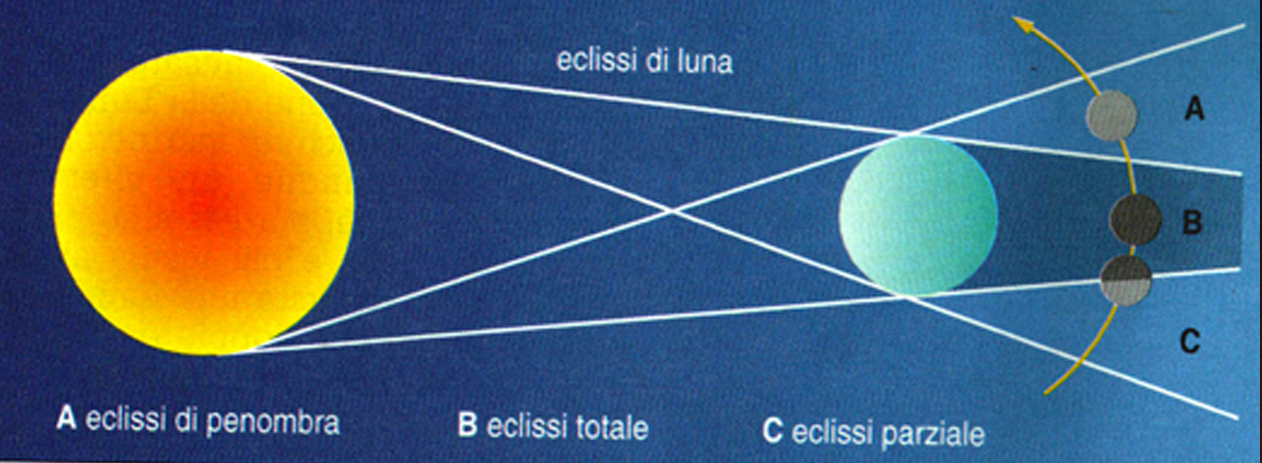 eclissi di luna
A
B
C
A eclissi di penombra B eclissi totale C eclissi parziale